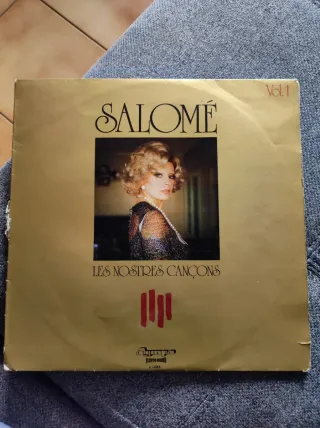 Vol. 1
SALOMÉ
LES NOSTRES CANÇONS